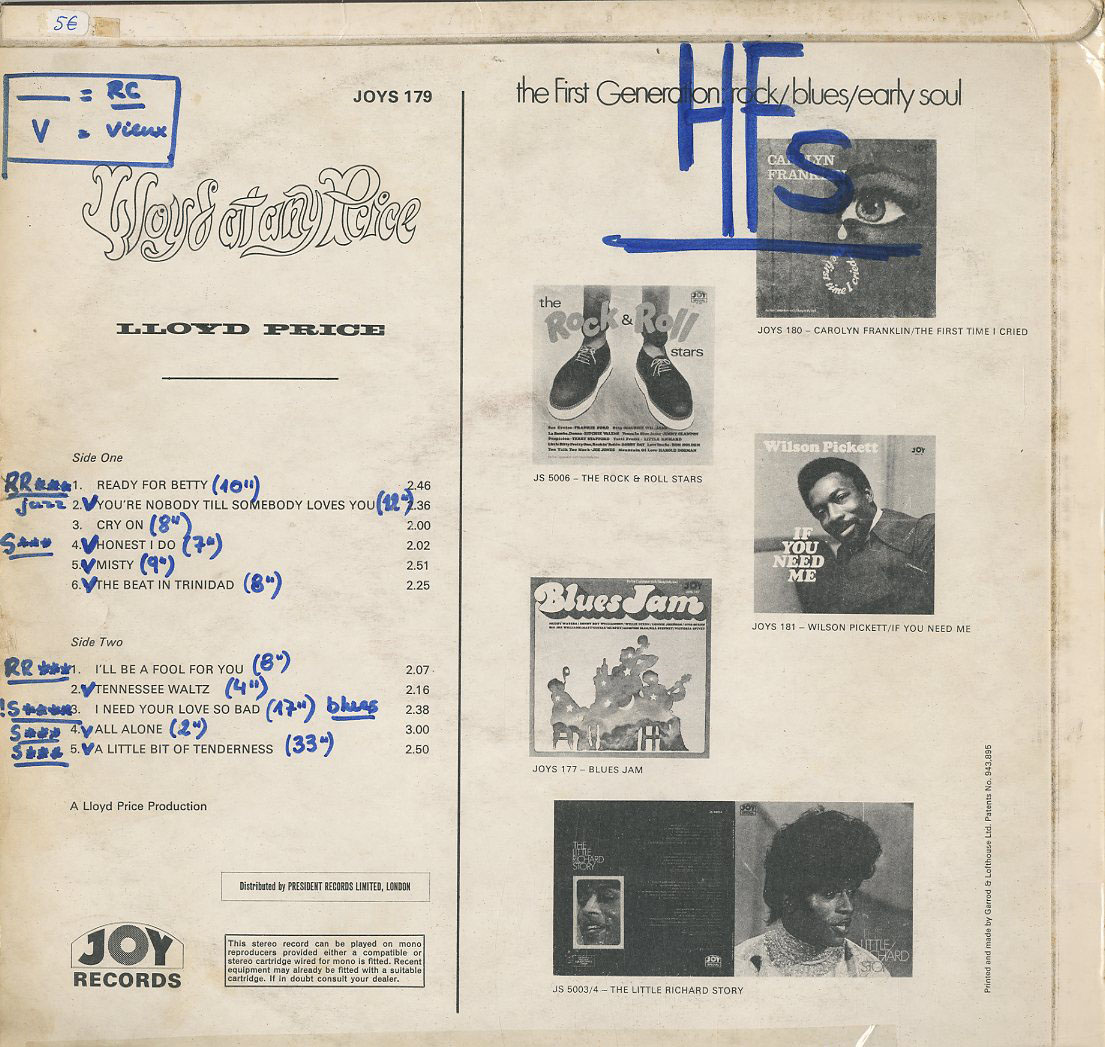 5€
— = RC
V = Vieux
JOYS 179
Lloyd at any Price
LLOYD PRICE
Side One
RR*** 1. READY FOR BETTY (10") 2.46
jazz 2. V YOU'RE NOBODY TILL SOMEBODY LOVES YOU (12") 2.36
3. CRY ON (8") 2.00
S*** 4. V HONEST I DO (7") 2.02
5. V MISTY (9") 2.51
6. V THE BEAT IN TRINIDAD (8") 2.25
Side Two
RR *** 1. I'LL BE A FOOL FOR YOU (8") 2.07
2. V TENNESSEE WALTZ (4") 2.16
!S**** 3. I NEED YOUR LOVE SO BAD (17") blues 2.38
S*** 4. V ALL ALONE (2") 3.00
S*** 5. V A LITTLE BIT OF TENDERNESS (33") 2.50
A Lloyd Price Production
Distributed by PRESIDENT RECORDS LIMITED, LONDON
JOY
RECORDS
This stereo record can be played on mono
reproducers provided either a compatible or
stereo cartridge wired for mono is fitted. Recent
equipment may already be fitted with a suitable
cartridge. If in doubt consult your dealer.
the First Generation, rock/blues/early soul
HFS
CAROLYN
FRANKLIN
JOYS 180 – CAROLYN FRANKLIN/THE FIRST TIME I CRIED
the
Rock & Roll
stars
JOY
JS 5006 – THE ROCK & ROLL STARS
Wilson Pickett
JOY
IF
YOU
NEED
ME
JOYS 181 – WILSON PICKETT/IF YOU NEED ME
Blues Jam
JOY
JOYS 177 – BLUES JAM
THE
LITTLE
RICHARD
STORY
JOY
JS 5003/4 – THE LITTLE RICHARD STORY
Printed and made by Garrod & Lofthouse Ltd. Patents No. 943,895